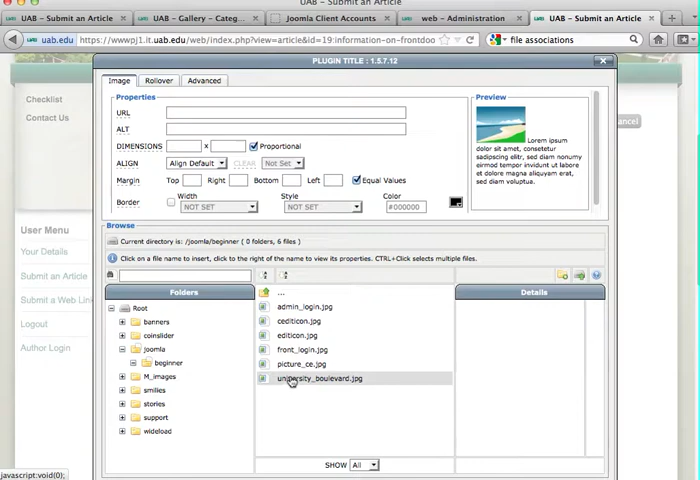 UAB - Submit an Article
UAB - Submit an Article
UAB - Gallery - Categ...
Joomla Client Accounts
web - Administration
UAB - Submit an Article
uab.edu
https://wwwpj1.it.uab.edu/web/index.php?view=article&id=19:information-on-frontdoo
file associations
PLUGIN TITLE : 1.5.7.12
Checklist
Contact Us
Cancel
Image
Rollover
Advanced
Properties
URL
ALT
DIMENSIONS
x
Proportional
ALIGN
Align Default
CLEAR
Not Set
Margin
Top
Right
Bottom
Left
Equal Values
Border
Width
NOT SET
Style
NOT SET
Color
#000000
Preview
Lorem ipsum
dolor sit amet, consetetur
sadipscing elitr, sed diam nonumy
eirmod tempor invidunt ut labore
et dolore magna aliquyam erat,
sed diam voluptua.
User Menu
Your Details
Submit an Article
Submit a Web Link
Logout
Author Login
Browse
Current directory is: /joomla/beginner ( 0 folders, 6 files )
Click on a file name to insert, click to the right of the name to view its properties. CTRL+Click selects multiple files.
Folders
Root
banners
coinslider
joomla
beginner
M_images
smilies
stories
support
wideload
...
admin_login.jpg
cediticon.jpg
editicon.jpg
front_login.jpg
picture_ce.jpg
university_boulevard.jpg
Details
SHOW
All
javascript:void(0);